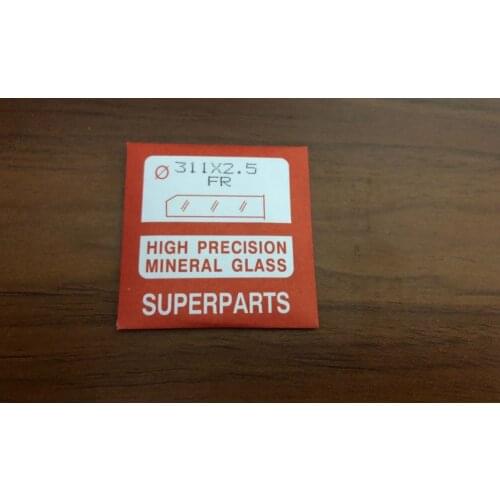 Ø 311X2.5
FR
HIGH PRECISION
MINERAL GLASS
SUPERPARTS